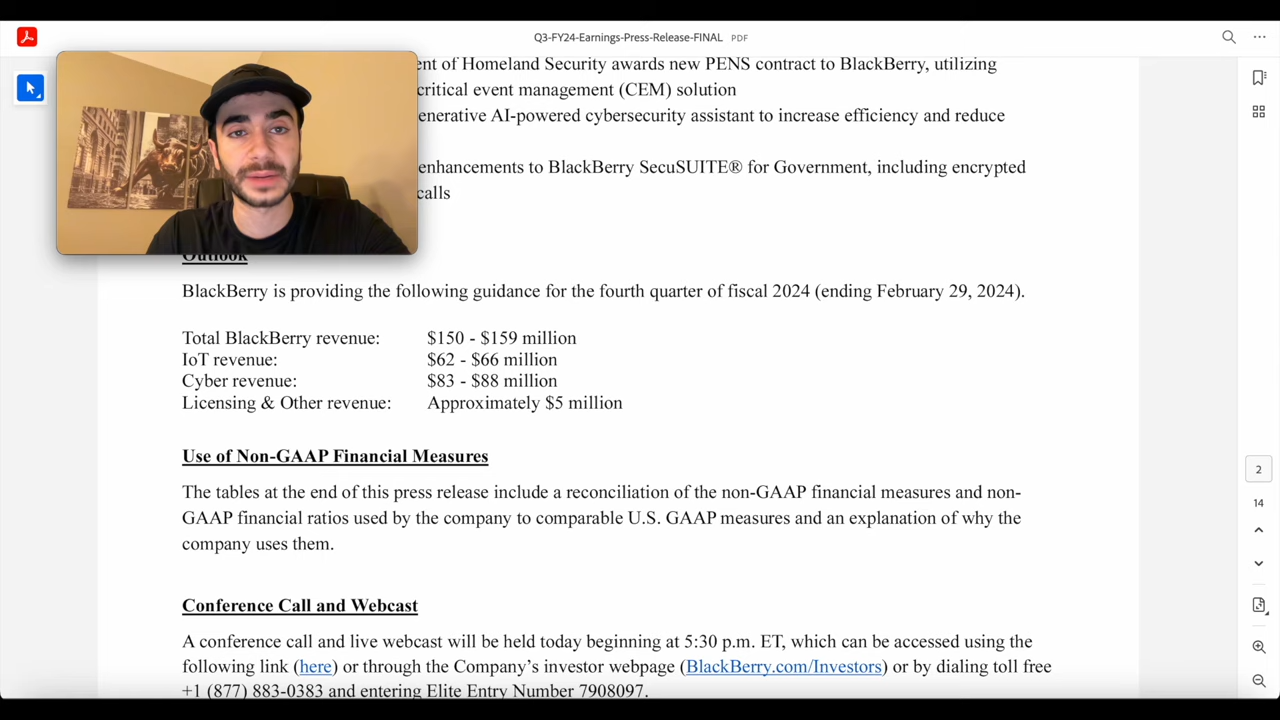 Q3-FY24-Earnings-Press-Release-FINAL PDF
ent of Homeland Security awards new PENS contract to BlackBerry, utilizing
critical event management (CEM) solution
enerative AI-powered cybersecurity assistant to increase efficiency and reduce
enhancements to BlackBerry SecuSUITE® for Government, including encrypted
calls
Outlook
BlackBerry is providing the following guidance for the fourth quarter of fiscal 2024 (ending February 29, 2024).
Total BlackBerry revenue: $150 - $159 million
IoT revenue: $62 - $66 million
Cyber revenue: $83 - $88 million
Licensing & Other revenue: Approximately $5 million
Use of Non-GAAP Financial Measures
The tables at the end of this press release include a reconciliation of the non-GAAP financial measures and non-
GAAP financial ratios used by the company to comparable U.S. GAAP measures and an explanation of why the
company uses them.
Conference Call and Webcast
A conference call and live webcast will be held today beginning at 5:30 p.m. ET, which can be accessed using the
following link (here) or through the Company's investor webpage (BlackBerry.com/Investors) or by dialing toll free
+1 (877) 883-0383 and entering Elite Entry Number 7908097.
2
14